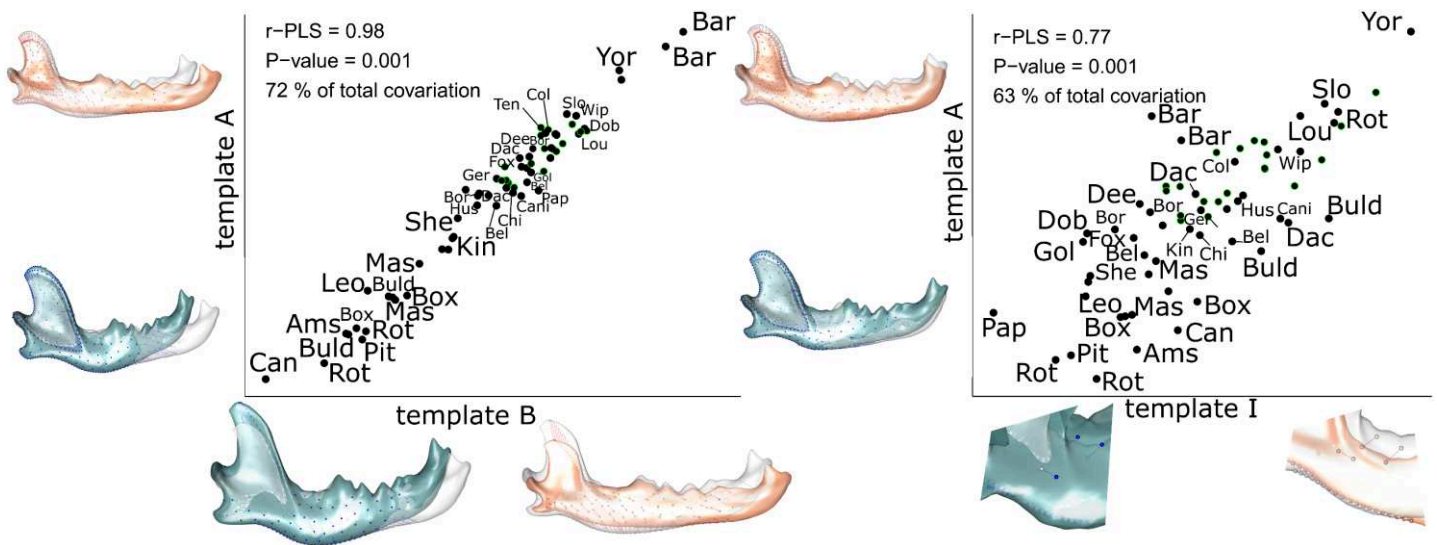 r-PLS = 0.98
P-value = 0.001
72 % of total covariation
Bar
Bar
Yor
Col
Ten
Slo
Wip
Dee
Bor
Dob
Lou
Dac
Fox
Ger
Gol
Bel
Bor
Dac
Cani
Pap
Hus
Chi
Bel
She
Kin
Mas
Leo
Buld
Box
Mas
Box
Ams
Rot
Buld
Pit
Can
Rot
template A
template B
r-PLS = 0.77
P-value = 0.001
63 % of total covariation
Yor
Slo
Rot
Bar
Bar
Lou
Col
Wip
Dac
Dee
Bor
Hus
Cani
Buld
Dob
Bor
Ger
Dac
Gol
Fox
Bel
Kin
Chi
Bel
Buld
She
Mas
Leo
Mas
Box
Pap
Box
Can
Pit
Ams
Rot
Rot
template A
template I